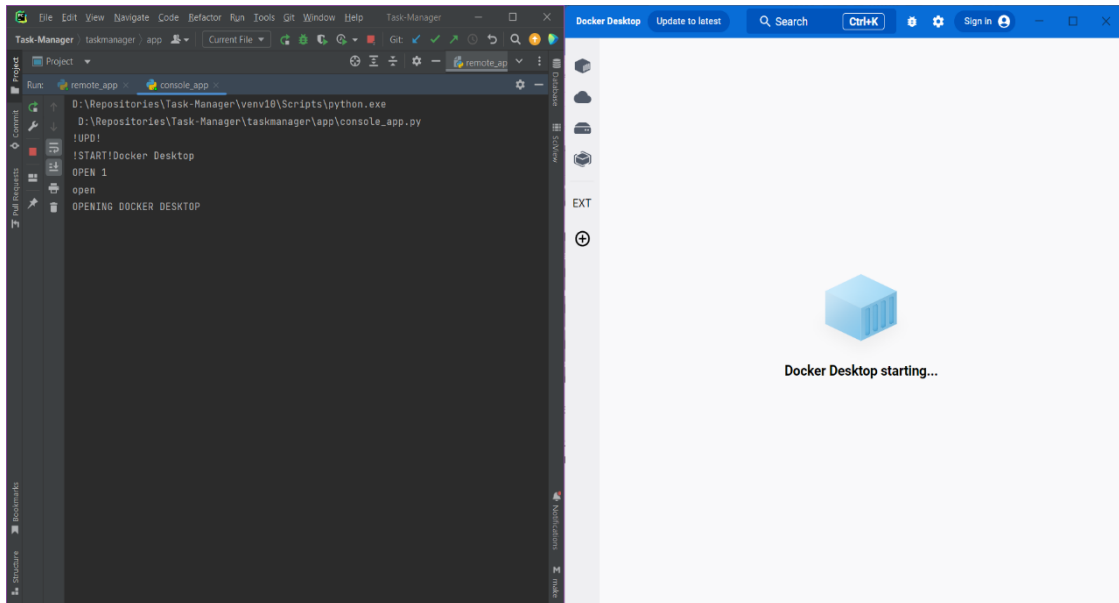 File Edit View Navigate Code Refactor Run Tools Git Window Help Task-Manager
Task-Manager taskmanager app Current File Git:
Project
Project remote_ap
Run: remote_app console_app
D:\Repositories\Task-Manager\venv10\Scripts\python.exe
D:\Repositories\Task-Manager\taskmanager\app\console_app.py
!UPD!
!START!Docker Desktop
OPEN 1
open
OPENING DOCKER DESKTOP
Commit
Pull Requests
Bookmarks
Structure
Database
SciView
Notifications
M make
Docker Desktop Update to latest Search Ctrl+K Sign in
EXT
Docker Desktop starting...